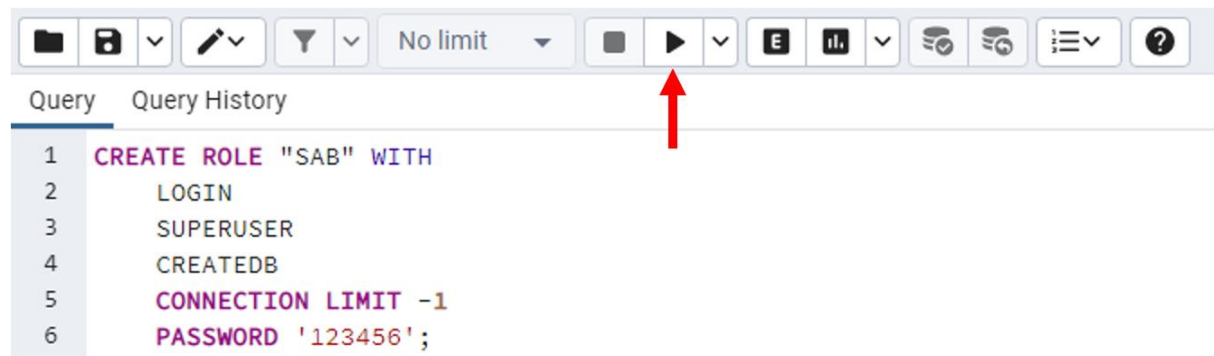 No limit
E
Query Query History
1 CREATE ROLE "SAB" WITH
2 LOGIN
3 SUPERUSER
4 CREATEDB
5 CONNECTION LIMIT -1
6 PASSWORD '123456';